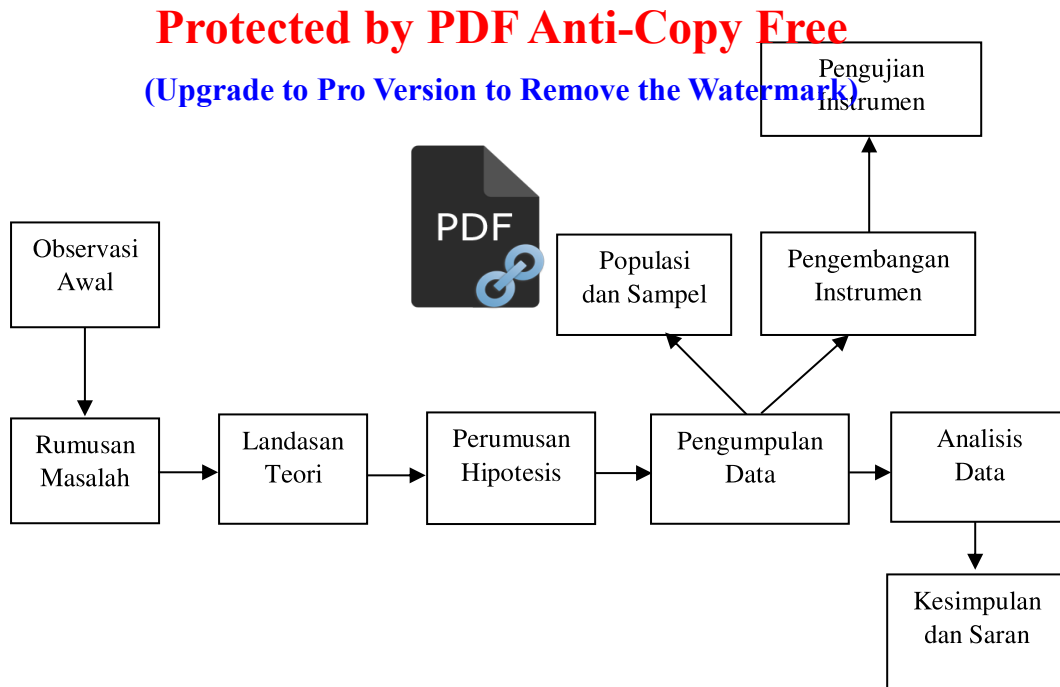 Protected by PDF Anti-Copy Free
(Upgrade to Pro Version to Remove the Watermark)
Pengujian
Instrumen
PDF
Observasi
Awal
Populasi
dan Sampel
Pengembangan
Instrumen
Rumusan
Masalah
Landasan
Teori
Perumusan
Hipotesis
Pengumpulan
Data
Analisis
Data
Kesimpulan
dan Saran